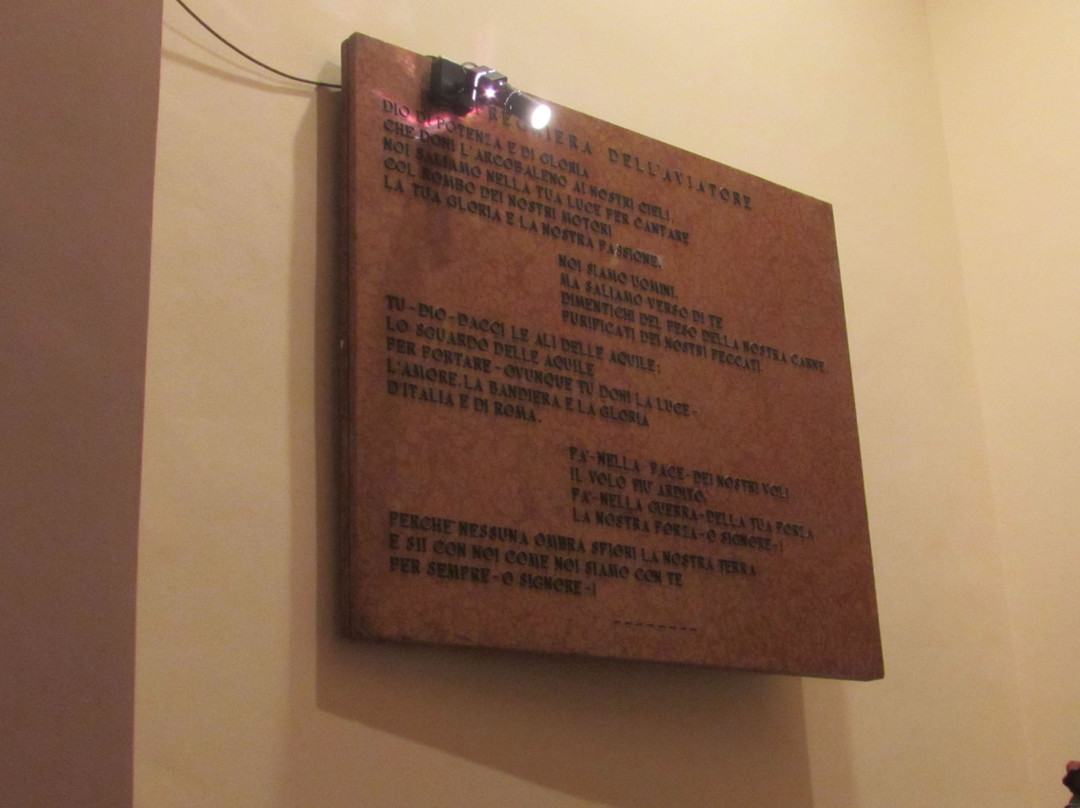 PREGHIERA DELL'AVIATORE
DIO DI POTENZA E DI GLORIA
CHE DONI L'ARCOBALENO AI NOSTRI CIELI,
NOI SALIAMO NELLA TUA LUCE PER CANTARE
COL ROMBO DEI NOSTRI MOTORI
LA TUA GLORIA E LA NOSTRA PASSIONE.
NOI SIAMO UOMINI,
MA SALIAMO VERSO DI TE
DIMENTICHI DEL PESO DELLA NOSTRA CARNE,
PURIFICATI DEI NOSTRI PECCATI.
TU-DIO-DACCI LE ALI DELLE AQUILE;
LO SGUARDO DELLE AQUILE
PER PORTARE-OVUNQUE TU DONI LA LUCE-
L'AMORE, LA BANDIERA E LA GLORIA
D'ITALIA E DI ROMA.
FA'-NELLA PACE-DEI NOSTRI VOLI
IL VOLO PIU' ARDITO;
FA'-NELLA GUERRA-DELLA TUA FORZA
LA NOSTRA FORZA-O SIGNORE-!
PERCHE' NESSUNA OMBRA SFIORI LA NOSTRA TERRA
E SII CON NOI COME NOI SIAMO CON TE
PER SEMPRE-O SIGNORE-!